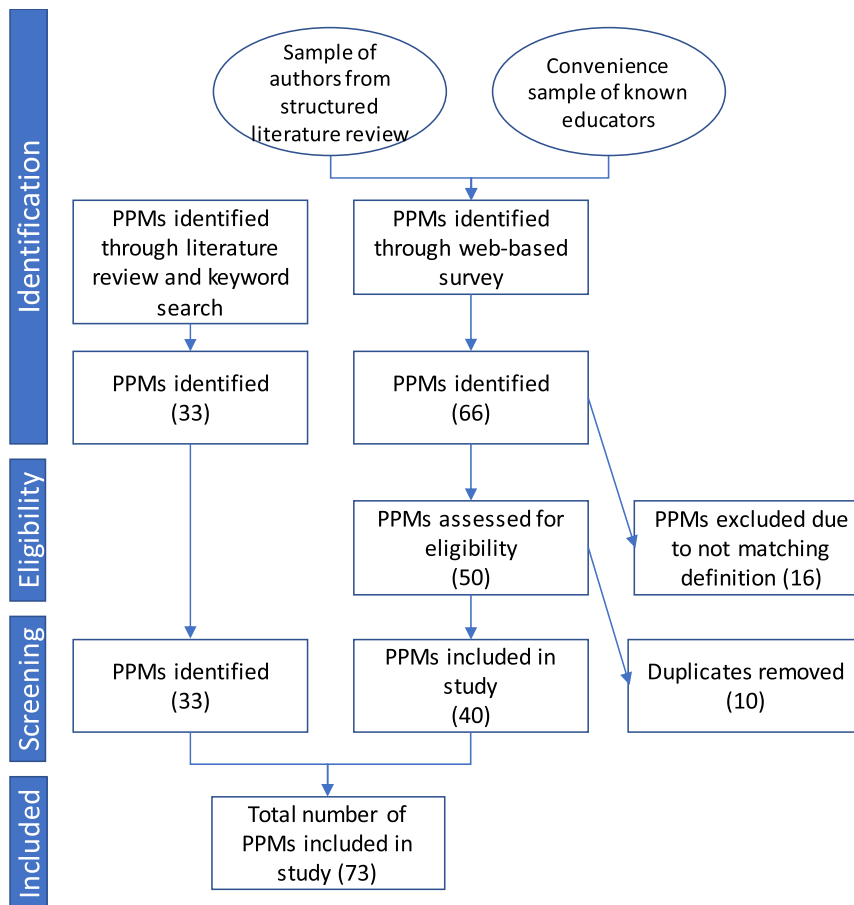 Identification
Sample of
authors from
structured
literature review
Convenience
sample of known
educators
PPMs identified
through literature
review and keyword
search
PPMs identified
through web-based
survey
PPMs identified
(33)
PPMs identified
(66)
Eligibility
PPMs assessed for
eligibility
(50)
PPMs excluded due
to not matching
definition (16)
Screening
PPMs identified
(33)
PPMs included in
study
(40)
Duplicates removed
(10)
Included
Total number of
PPMs included in
study (73)